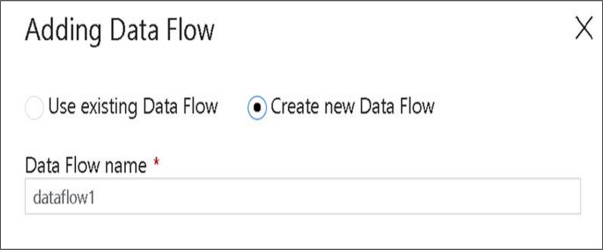 Adding Data Flow
Use existing Data Flow Create new Data Flow
Data Flow name *
dataflow1